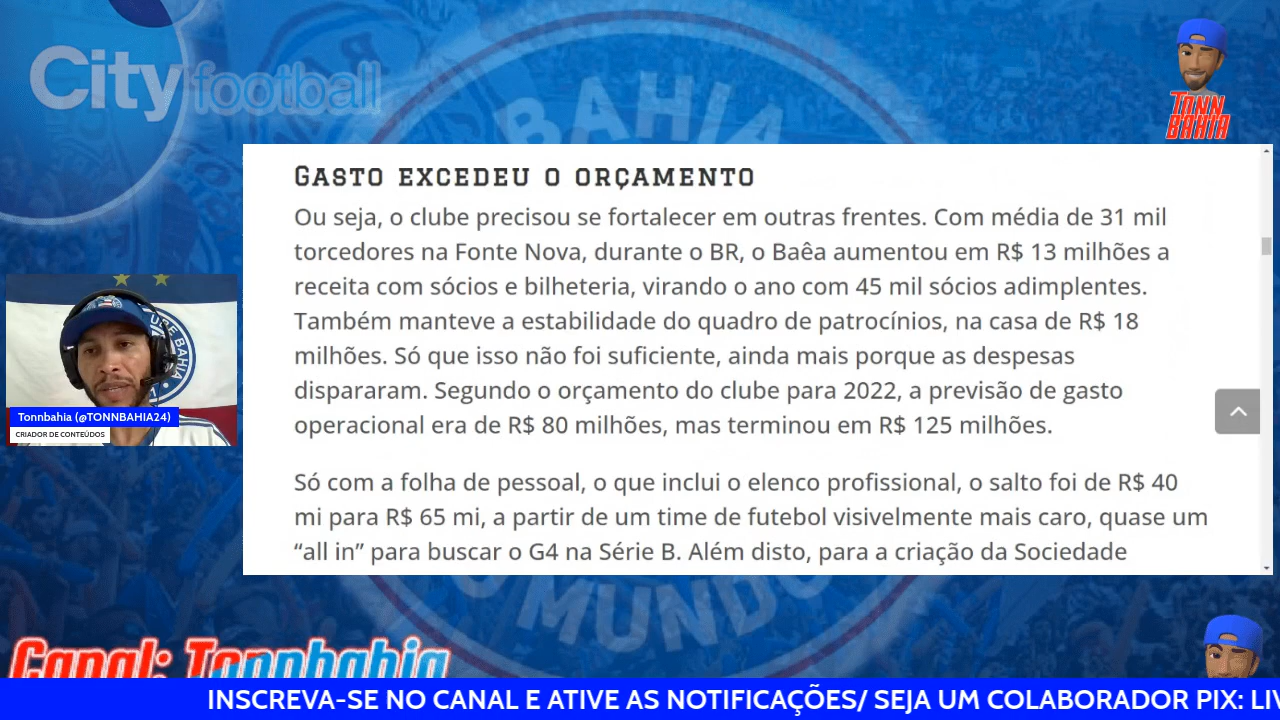 City football
TONN
BAHIA
BAHIA
GASTO EXCEDEU O ORÇAMENTO
Ou seja, o clube precisou se fortalecer em outras frentes. Com média de 31 mil
torcedores na Fonte Nova, durante o BR, o Baêa aumentou em R$ 13 milhões a
receita com sócios e bilheteria, virando o ano com 45 mil sócios adimplentes.
Também manteve a estabilidade do quadro de patrocínios, na casa de R$ 18
milhões. Só que isso não foi suficiente, ainda mais porque as despesas
dispararam. Segundo o orçamento do clube para 2022, a previsão de gasto
operacional era de R$ 80 milhões, mas terminou em R$ 125 milhões.
Só com a folha de pessoal, o que inclui o elenco profissional, o salto foi de R$ 40
mi para R$ 65 mi, a partir de um time de futebol visivelmente mais caro, quase um
“all in” para buscar o G4 na Série B. Além disto, para a criação da Sociedade
BAHIA
Tonnbahia (@TONNBAHIA24)
CRIADOR DE CONTEÚDOS
O MUNDO
Canal: Tonnbahia
INSCREVA-SE NO CANAL E ATIVE AS NOTIFICAÇÕES/ SEJA UM COLABORADOR PIX: LIV